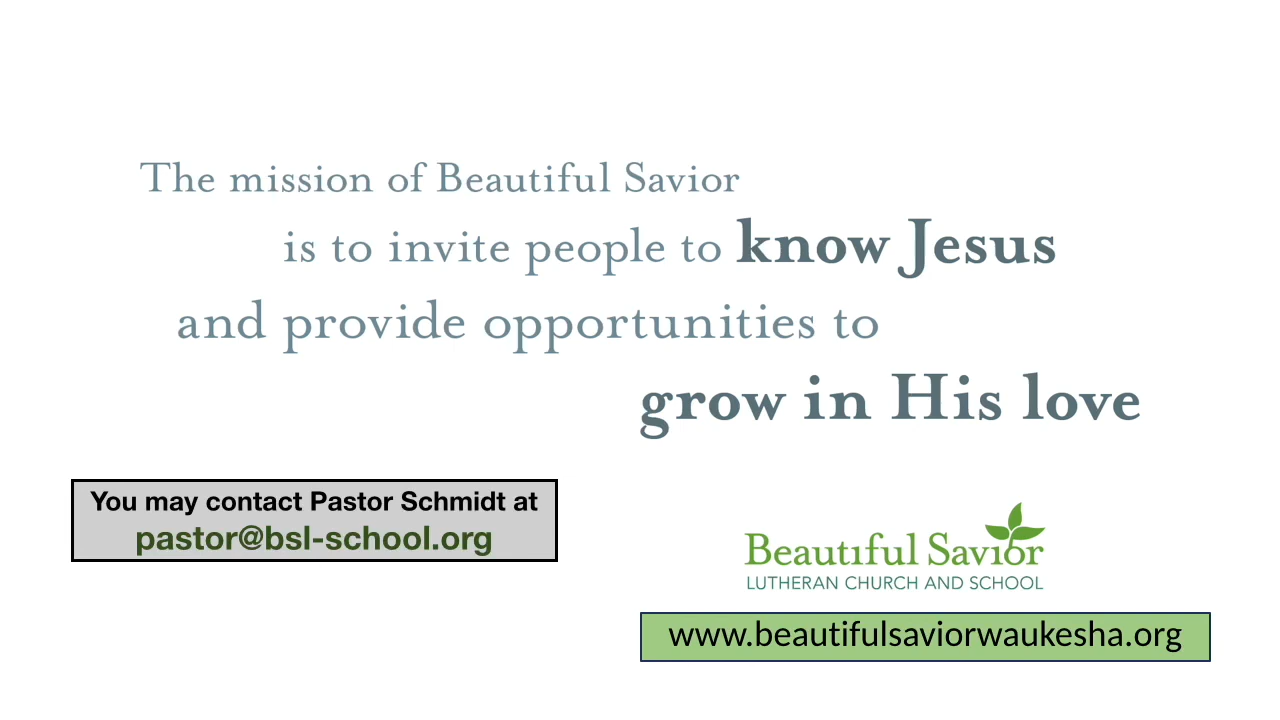 The mission of Beautiful Savior
is to invite people to know Jesus
and provide opportunities to
grow in His love
You may contact Pastor Schmidt at
pastor@bsl-school.org
Beautiful Savior
LUTHERAN CHURCH AND SCHOOL
www.beautifulsaviorwaukesha.org